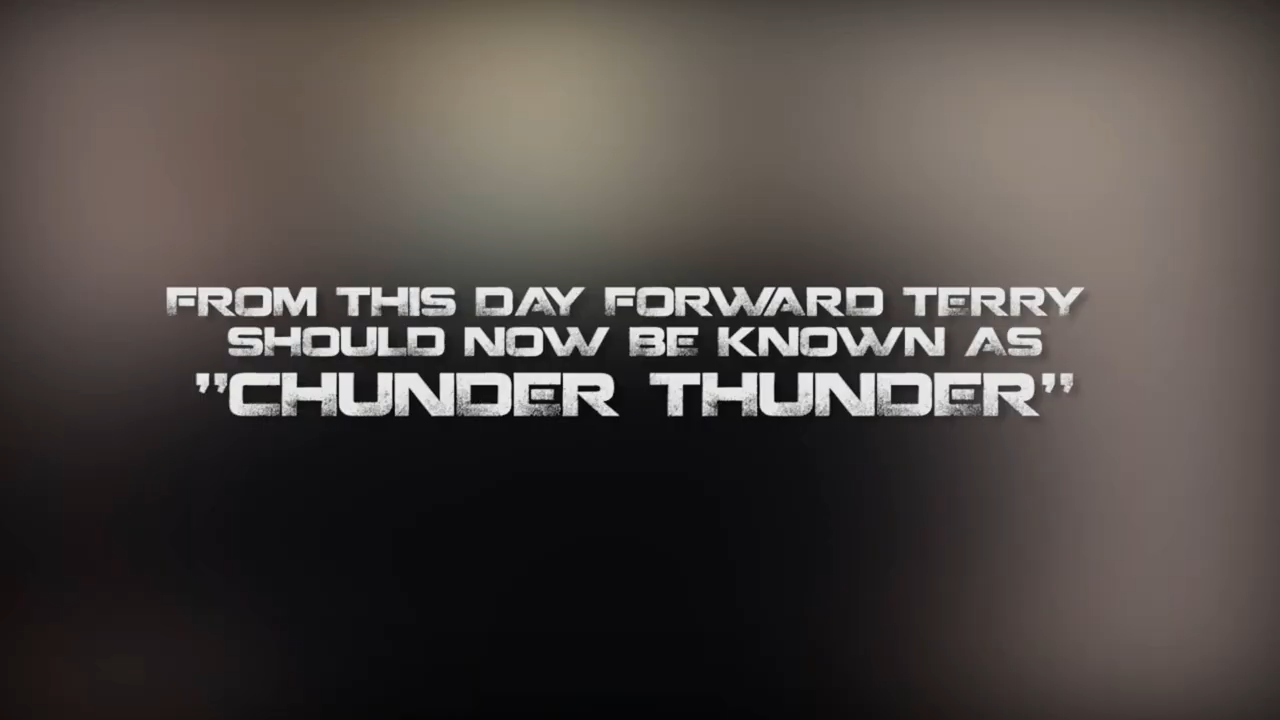 FROM THIS DAY FORWARD TERRY
SHOULD NOW BE KNOWN AS
"CHUNDER THUNDER"